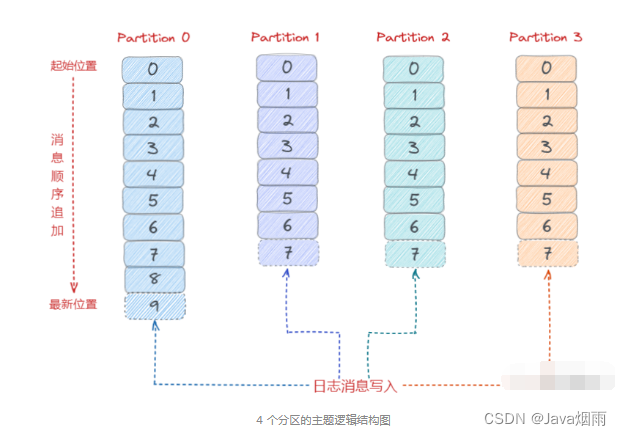 Partition 0 Partition 1 Partition 2 Partition 3
起始位置
0 0 0 0
1 1 1 1
2 2 2 2
消息顺序追加
3 3 3 3
4 4 4 4
5 5 5 5
6 6 6 6
7 7 7 7
8
最新位置
9
日志消息写入
4 个分区的主题逻辑结构图
CSDN @Java烟雨